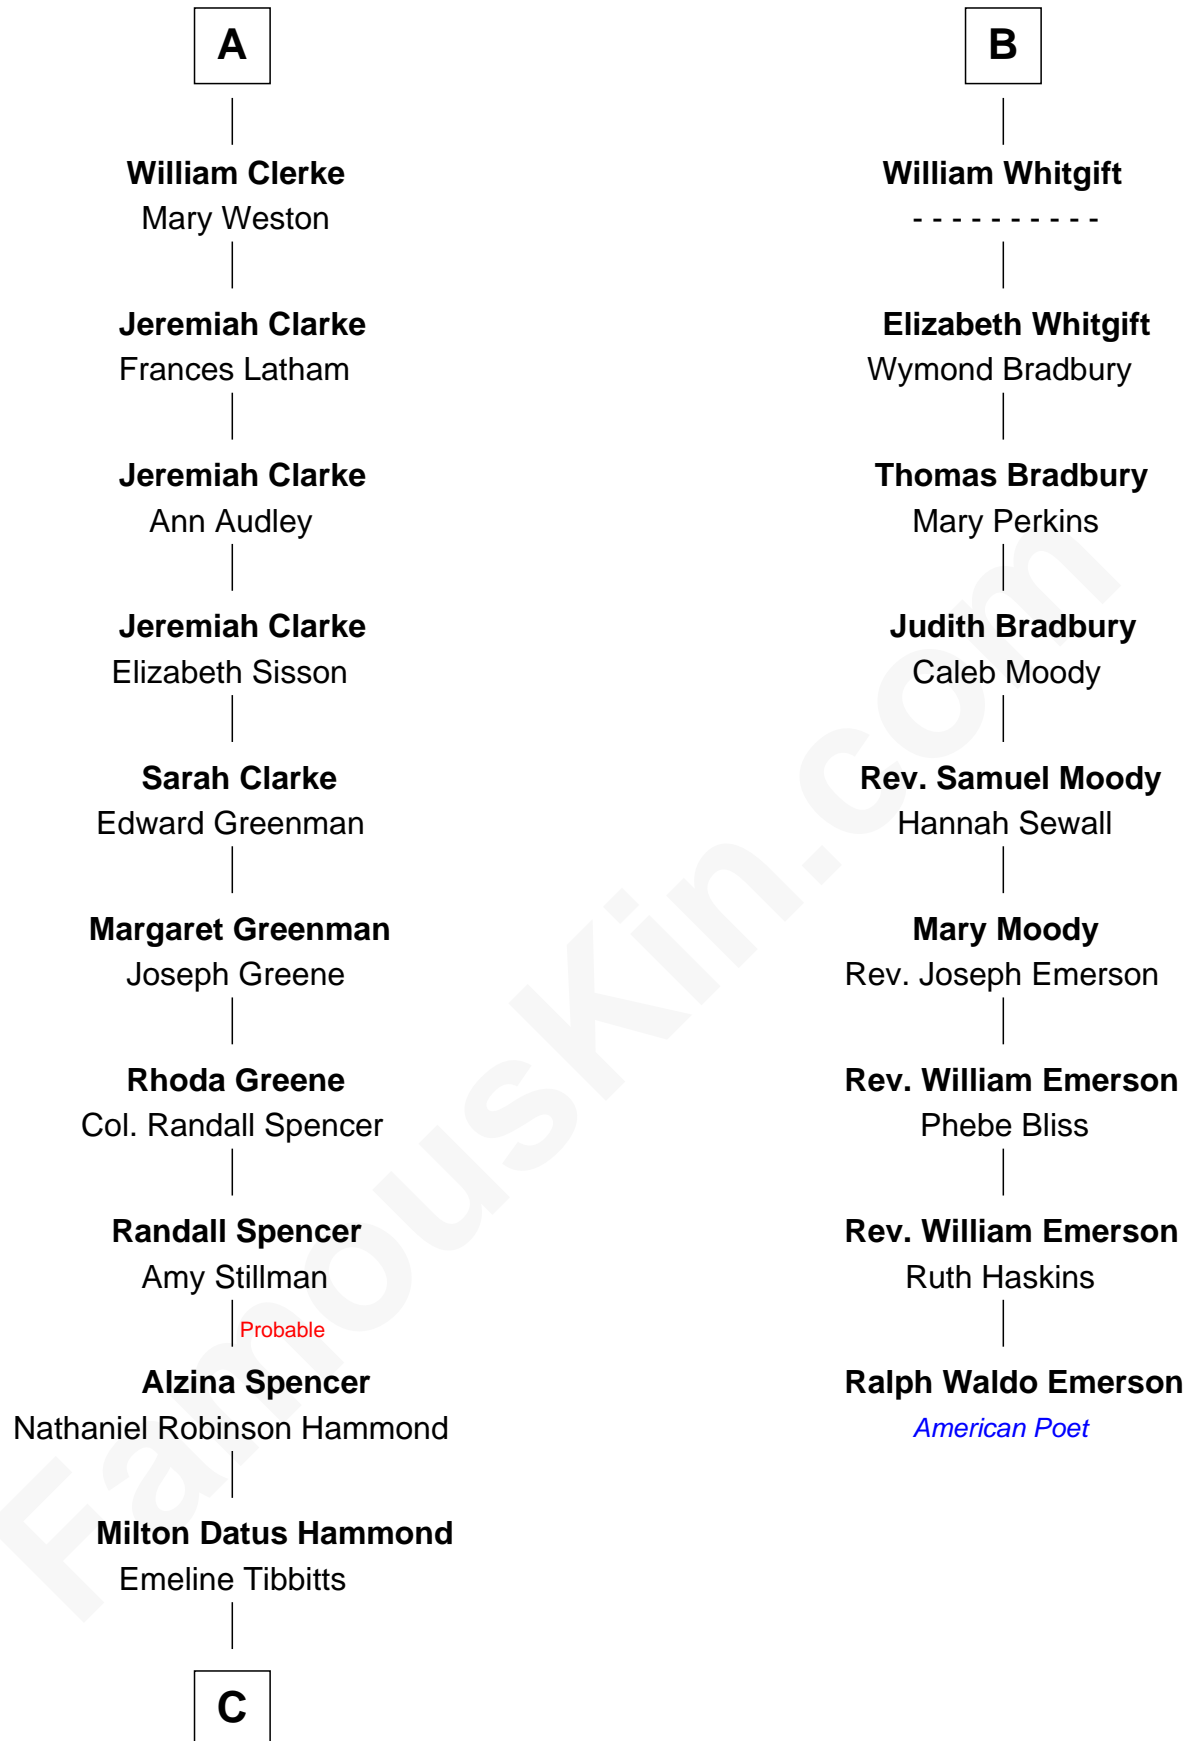 A
William Clerke
Mary Weston
Jeremiah Clarke
Frances Latham
Jeremiah Clarke
Ann Audley
Jeremiah Clarke
Elizabeth Sisson
Sarah Clarke
Edward Greenman
Margaret Greenman
Joseph Greene
Rhoda Greene
Col. Randall Spencer
Randall Spencer
Amy Stillman
Probable
Alzina Spencer
Nathaniel Robinson Hammond
Milton Datus Hammond
Emeline Tibbitts
C
B
William Whitgift
- - - - - - - - - -
Elizabeth Whitgift
Wymond Bradbury
Thomas Bradbury
Mary Perkins
Judith Bradbury
Caleb Moody
Rev. Samuel Moody
Hannah Sewall
Mary Moody
Rev. Joseph Emerson
Rev. William Emerson
Phebe Bliss
Rev. William Emerson
Ruth Haskins
Ralph Waldo Emerson
American Poet
FamousKin.com